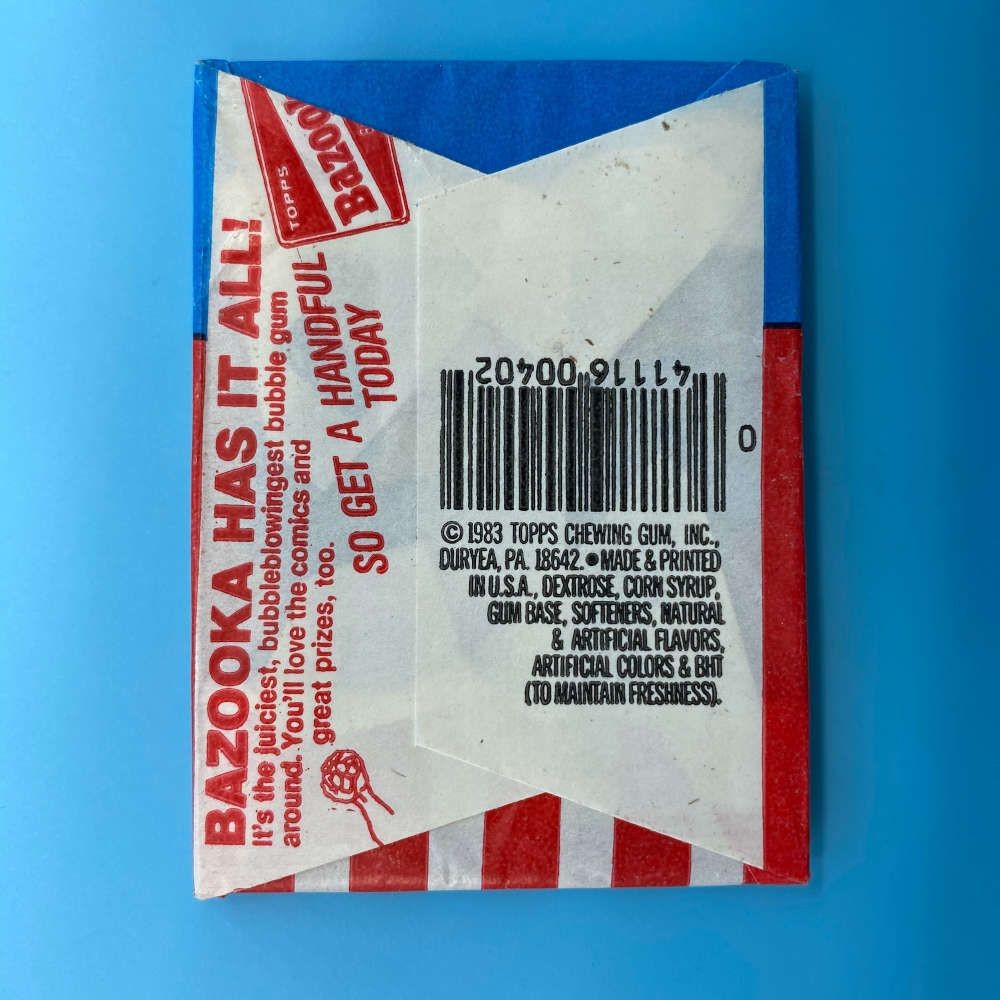 TOPPS
Bazoo
BAZOOKA HAS IT ALL!
It's the juiciest, bubbleblowingest bubble gum
around. You'll love the comics and
great prizes, too.
SO GET A HANDFUL
TODAY
41116 00402
0
© 1983 TOPPS CHEWING GUM, INC.,
DURYEA, PA. 18642. • MADE & PRINTED
IN U.S.A., DEXTROSE, CORN SYRUP,
GUM BASE, SOFTENERS, NATURAL
& ARTIFICIAL FLAVORS,
ARTIFICIAL COLORS & BHT
(TO MAINTAIN FRESHNESS).